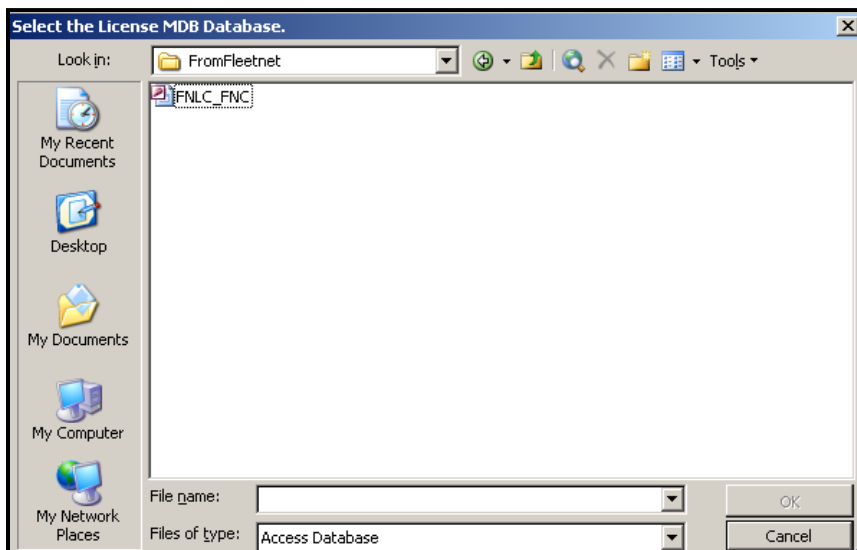 Select the License MDB Database.
Look in:
FromFleetnet
Tools
FNLC_FNC
My Recent
Documents
Desktop
My Documents
My Computer
My Network
Places
File name:
OK
Files of type:
Access Database
Cancel